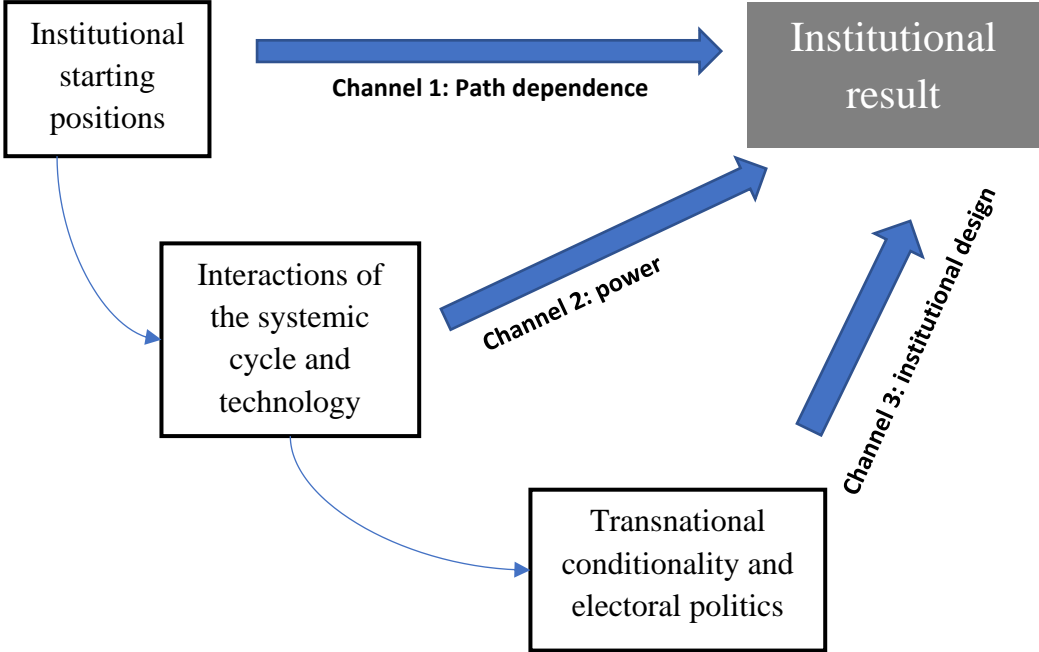 Institutional
starting
positions
Channel 1: Path dependence
Institutional
result
Interactions of
the systemic
cycle and
technology
Channel 2: power
Channel 3: institutional design
Transnational
conditionality and
electoral politics